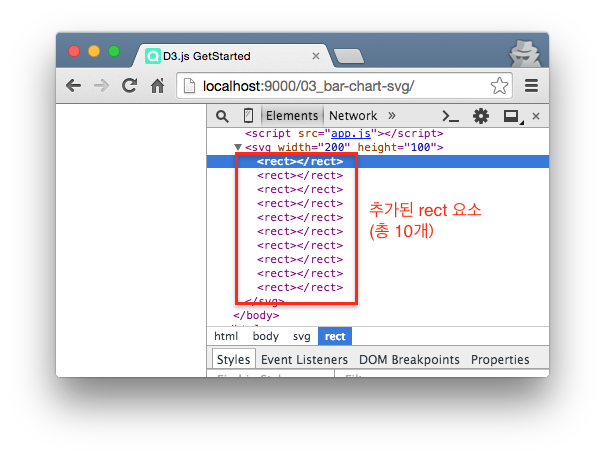 D3.js GetStarted
localhost:9000/03_bar-chart-svg/
Elements Network »
<script src="app.js"></script>
<svg width="200" height="100">
<rect></rect>
<rect></rect>
<rect></rect>
<rect></rect>
<rect></rect>
<rect></rect>
<rect></rect>
<rect></rect>
<rect></rect>
<rect></rect>
추가된 rect 요소
(총 10개)
</svg>
</body>
html body svg rect
Styles Event Listeners DOM Breakpoints Properties